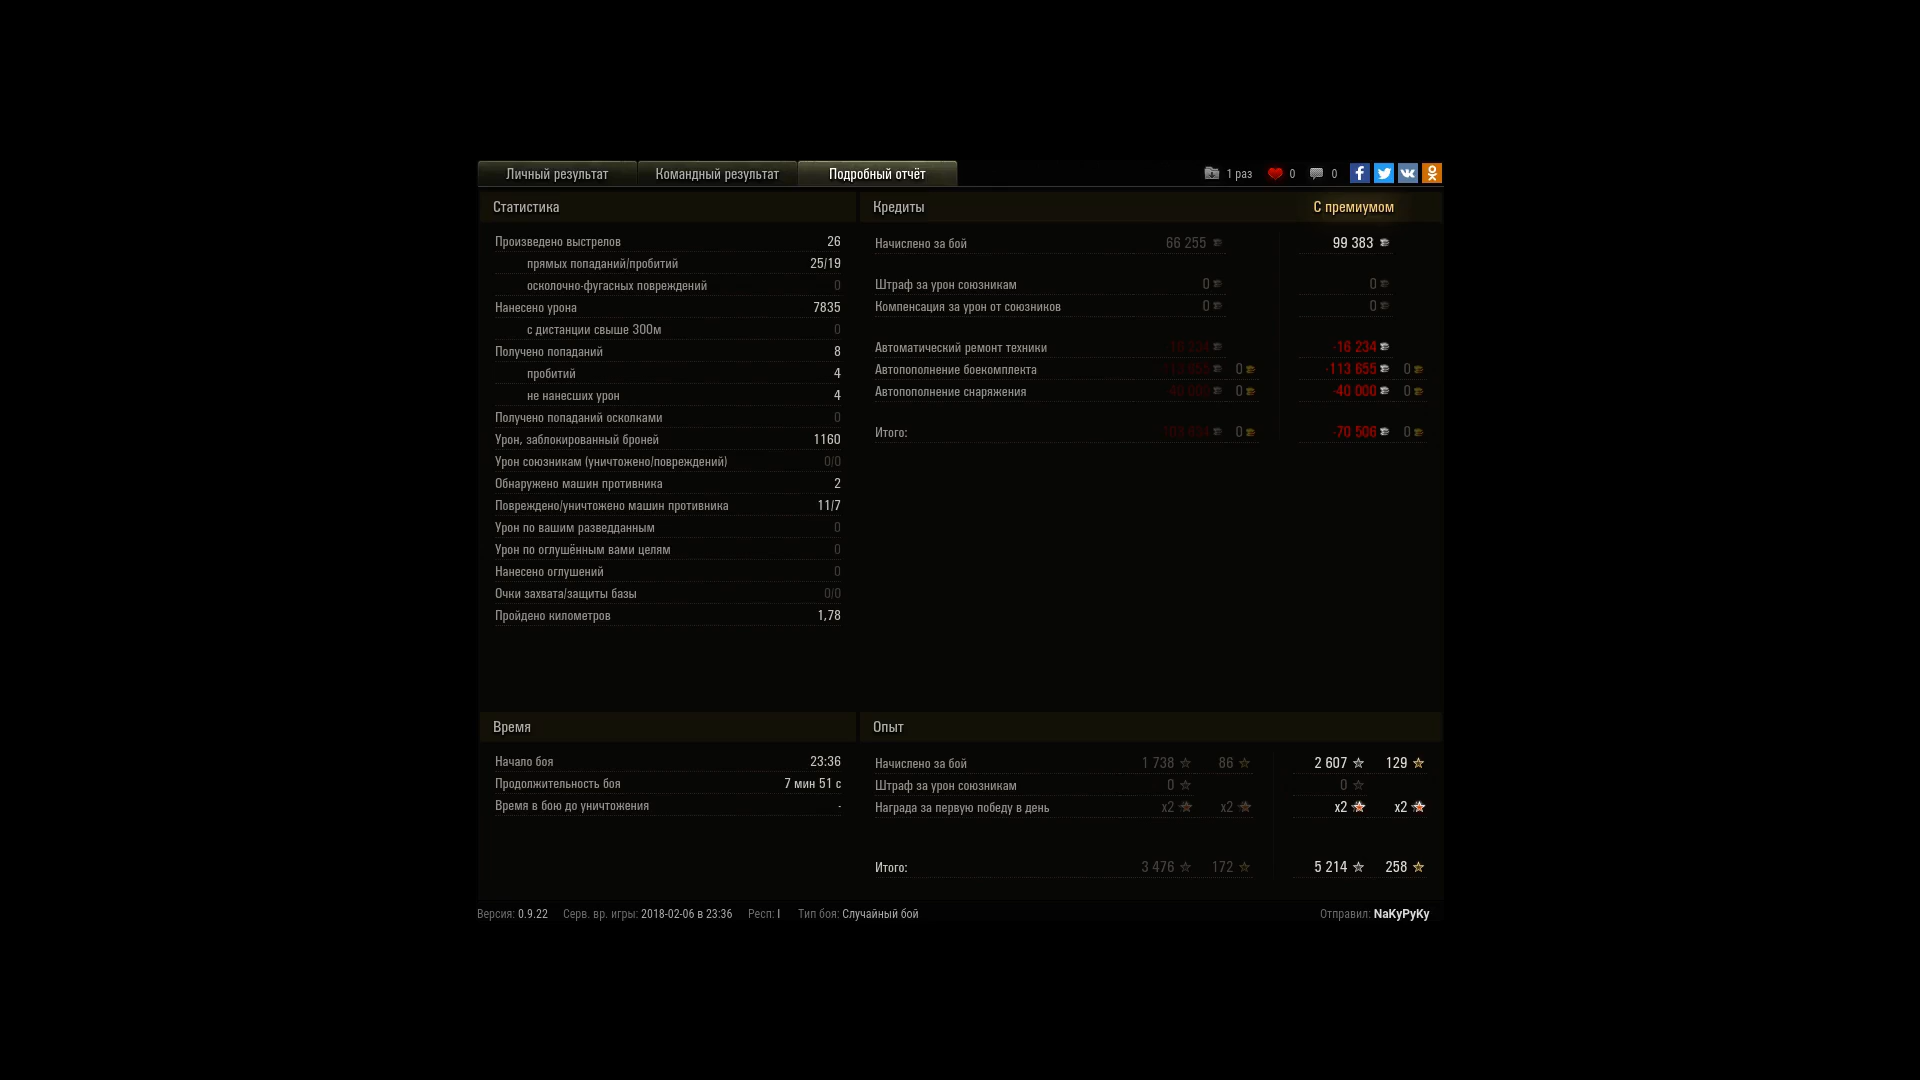 Личный результат Командный результат Подробный отчёт 1 раз 0 0
Статистика
Произведено выстрелов 26
прямых попаданий/пробитий 25/19
осколочно-фугасных повреждений 0
Нанесено урона 7835
с дистанции свыше 300м 0
Получено попаданий 8
пробитий 4
не нанесших урон 4
Получено попаданий осколками 0
Урон, заблокированный броней 1160
Урон союзникам (уничтожено/повреждений) 0/0
Обнаружено машин противника 2
Повреждено/уничтожено машин противника 11/7
Урон по вашим разведданным 0
Урон по оглушённым вами целям 0
Нанесено оглушений 0
Очки захвата/защиты базы 0/0
Пройдено километров 1,78
Кредиты С премиумом
Начислено за бой 66 255 99 383
Штраф за урон союзникам 0 0
Компенсация за урон от союзников 0 0
Автоматический ремонт техники -16 234 -16 234
Автопополнение боекомплекта -113 655 0 -113 655 0
Автопополнение снаряжения -40 000 0 -40 000 0
Итого: 0 -70 506 0
Время
Начало боя 23:36
Продолжительность боя 7 мин 51 с
Время в бою до уничтожения -
Опыт
Начислено за бой 1 738 86 2 607 129
Штраф за урон союзникам 0 0
Награда за первую победу в день x2 x2 x2 x2
Итого: 3 476 172 5 214 258
Версия: 0.9.22 Серв. вр. игры: 2018-02-06 в 23:36 Респ: I Тип боя: Случайный бой Отправил: NaKyPyKy